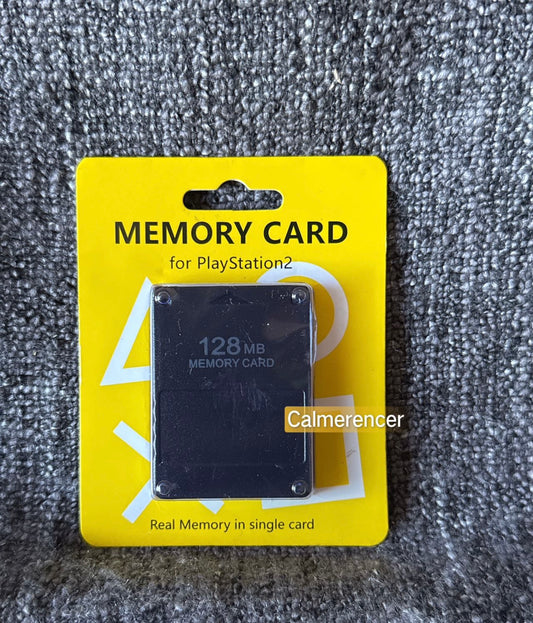 MEMORY CARD
for PlayStation2
128 MB
MEMORY CARD
Calmerencer
Real Memory in single card